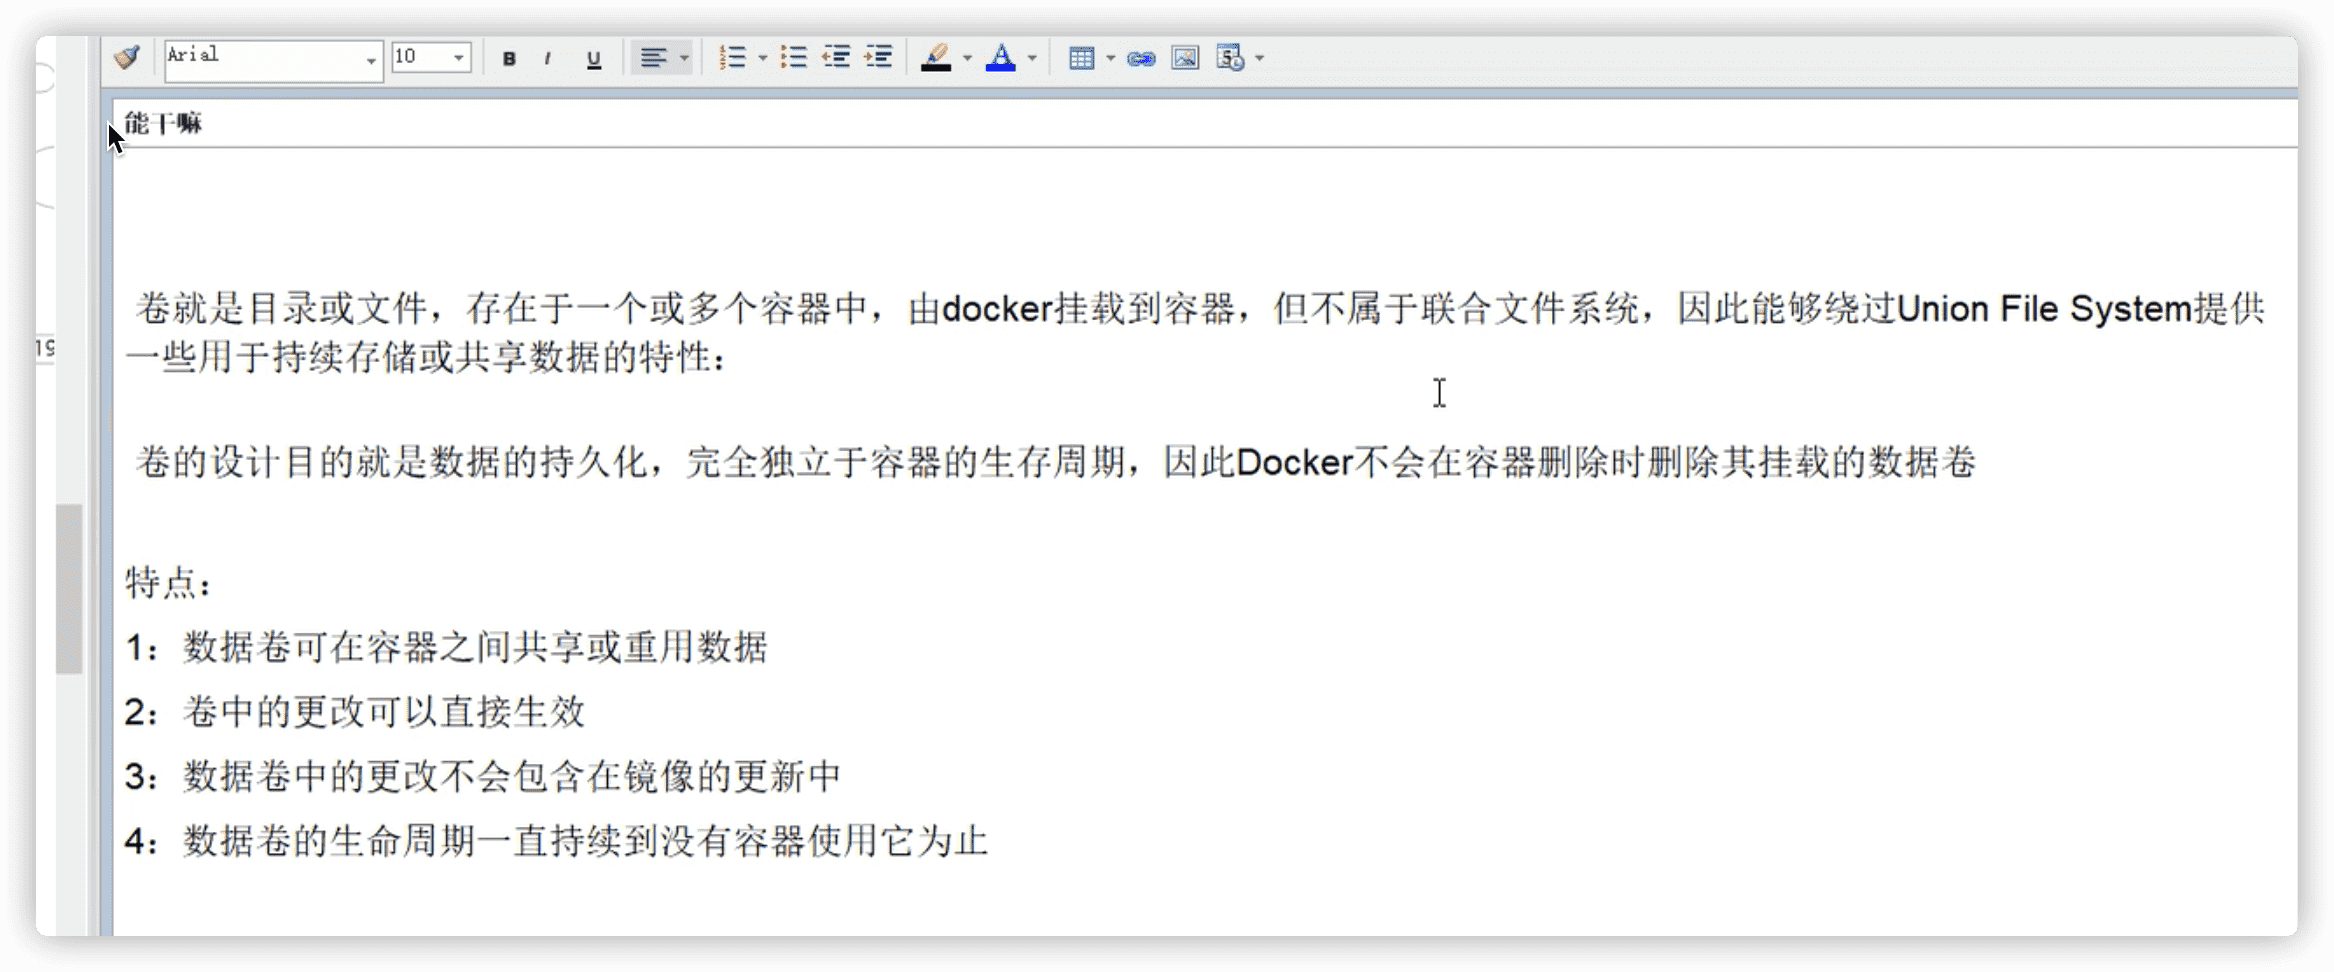 Arial 10 B I U A
能干嘛
卷就是目录或文件，存在于一个或多个容器中，由docker挂载到容器，但不属于联合文件系统，因此能够绕过Union File System提供
19
一些用于持续存储或共享数据的特性：
卷的设计目的就是数据的持久化，完全独立于容器的生存周期，因此Docker不会在容器删除时删除其挂载的数据卷
特点：
1：数据卷可在容器之间共享或重用数据
2：卷中的更改可以直接生效
3：数据卷中的更改不会包含在镜像的更新中
4：数据卷的生命周期一直持续到没有容器使用它为止